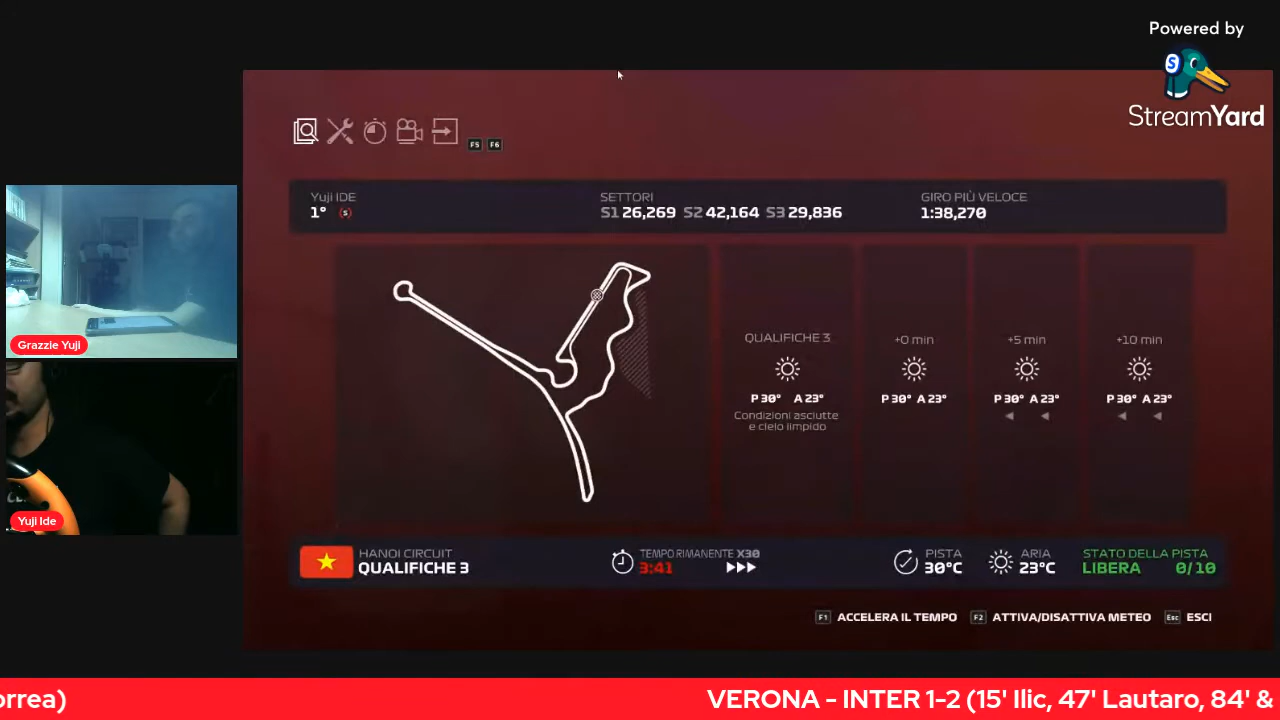 Powered by
StreamYard
F5 F6
Yuji IDE
1° S
SETTORI
S1 26,269 S2 42,164 S3 29,836
GIRO PIÙ VELOCE
1:38,270
QUALIFICHE 3
P 30° A 23°
Condizioni asciutte
e cielo limpido
+0 min
P 30° A 23°
+5 min
P 30° A 23°
+10 min
P 30° A 23°
Grazzie Yuji
Yuji Ide
HANOI CIRCUIT
QUALIFICHE 3
TEMPO RIMANENTE X30
3:41
PISTA
30°C
ARIA
23°C
STATO DELLA PISTA
LIBERA 0/10
F1 ACCELERA IL TEMPO F2 ATTIVA/DISATTIVA METEO Esc ESCI
orrea) VERONA - INTER 1-2 (15' Ilic, 47' Lautaro, 84' &